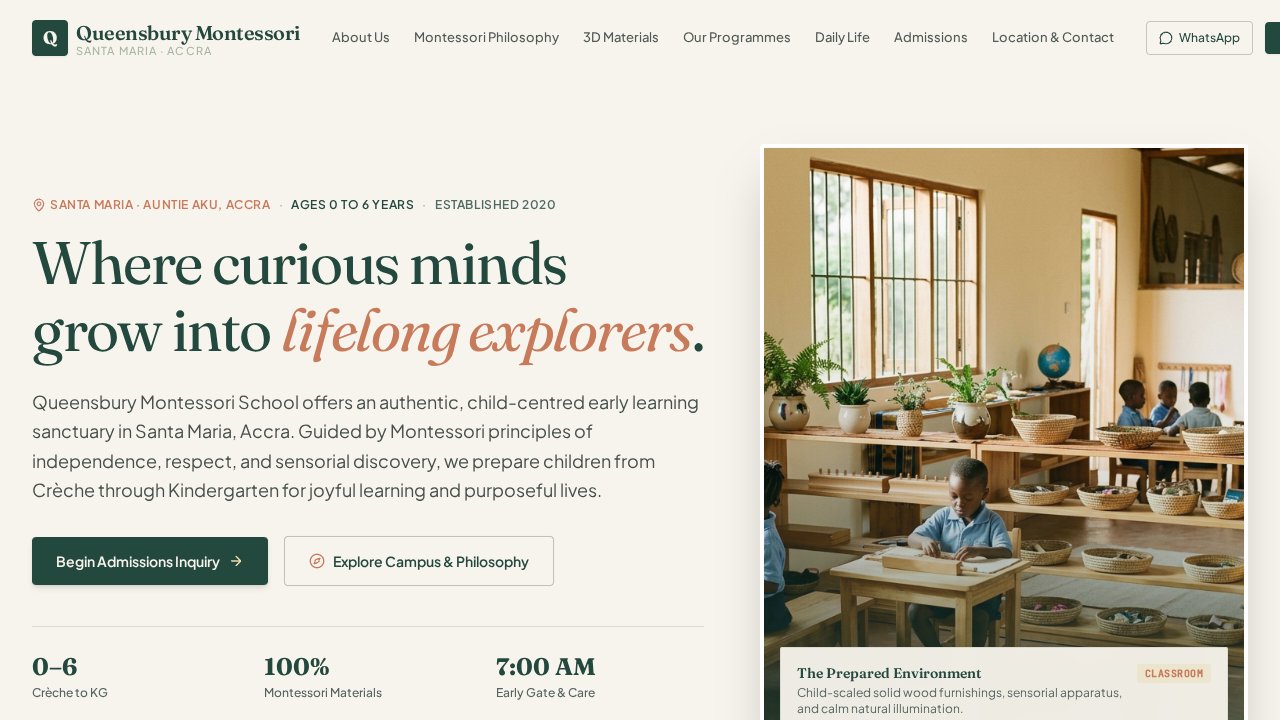 Q
Queensbury Montessori
SANTA MARIA · ACCRA
About Us
Montessori Philosophy
3D Materials
Our Programmes
Daily Life
Admissions
Location & Contact
WhatsApp
SANTA MARIA · AUNTIE AKU, ACCRA · AGES 0 TO 6 YEARS · ESTABLISHED 2020
Where curious minds
grow into lifelong explorers.
Queensbury Montessori School offers an authentic, child-centred early learning
sanctuary in Santa Maria, Accra. Guided by Montessori principles of
independence, respect, and sensorial discovery, we prepare children from
Crèche through Kindergarten for joyful learning and purposeful lives.
Begin Admissions Inquiry
Explore Campus & Philosophy
0–6
Crèche to KG
100%
Montessori Materials
7:00 AM
Early Gate & Care
The Prepared Environment
CLASSROOM
Child-scaled solid wood furnishings, sensorial apparatus,
and calm natural illumination.